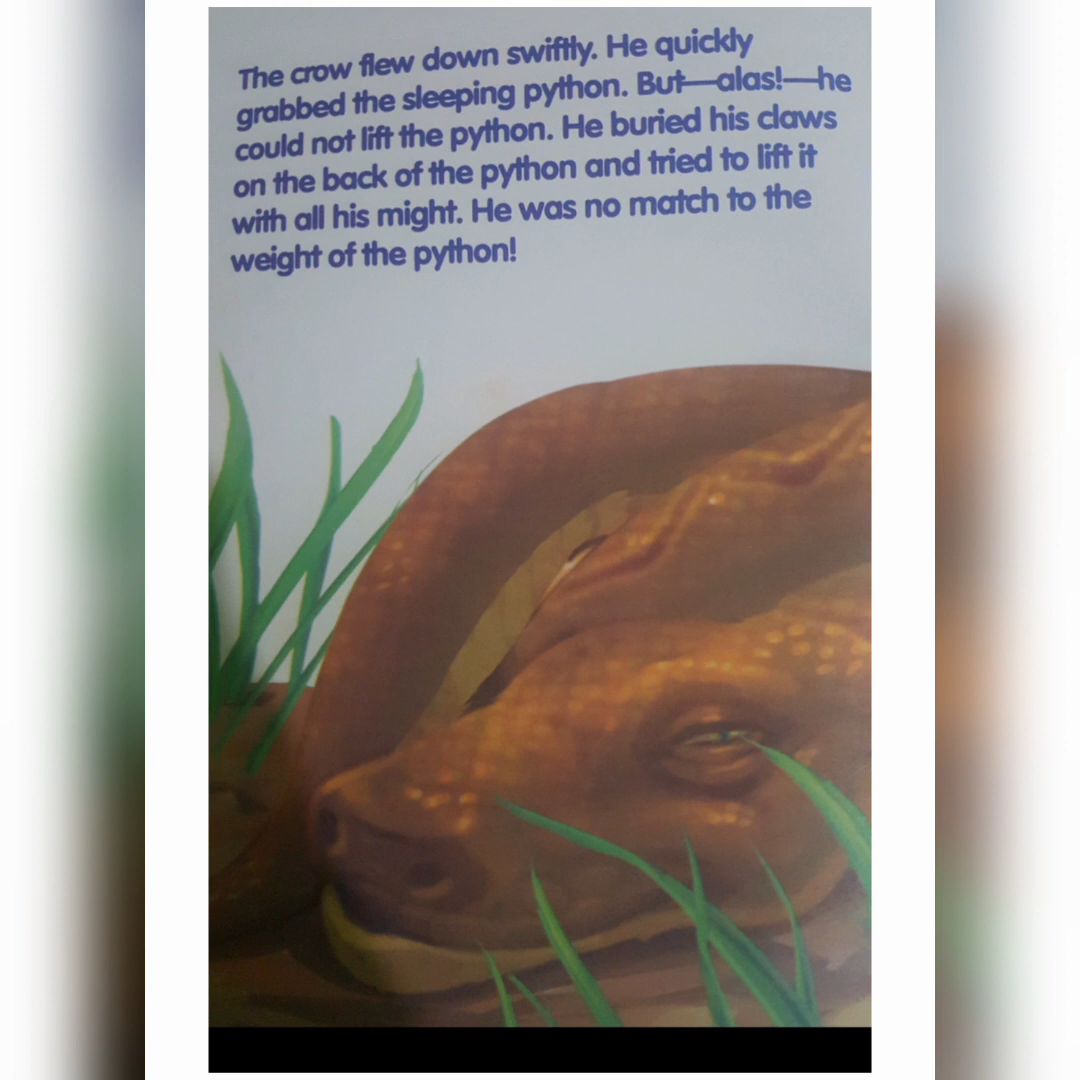 The crow flew down swiftly. He quickly
grabbed the sleeping python. But—alas!—he
could not lift the python. He buried his claws
on the back of the python and tried to lift it
with all his might. He was no match to the
weight of the python!